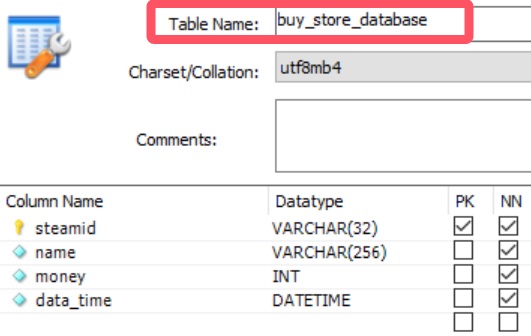 Table Name: buy_store_database
Charset/Collation: utf8mb4
Comments:
Column Name Datatype PK NN
steamid VARCHAR(32)
name VARCHAR(256)
money INT
data_time DATETIME